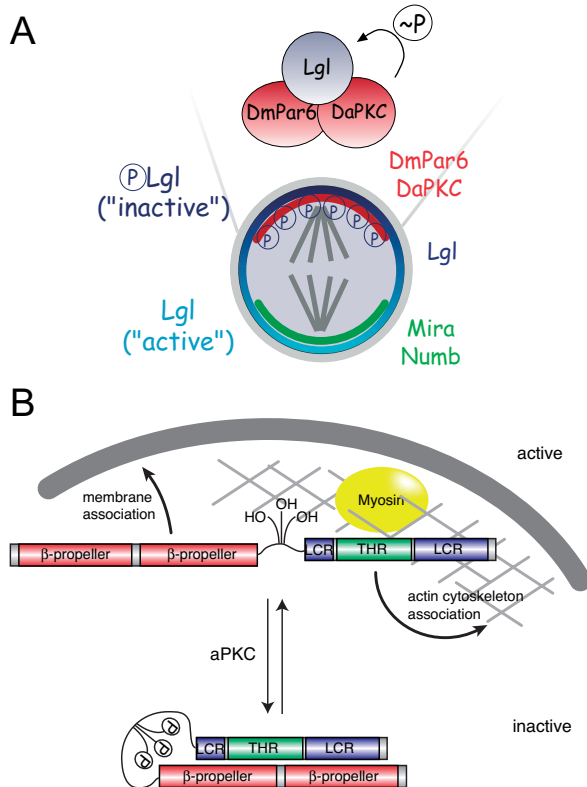 A
~P
Lgl
DmPar6
DaPKC
DmPar6
DaPKC
P Lgl
("inactive")
P
P
P
P
P
P
Lgl
Lgl
("active")
Mira
Numb
B
active
membrane
association
Myosin
OH
HO
OH
β-propeller
β-propeller
LCR
THR
LCR
actin cytoskeleton
association
aPKC
inactive
P
P
P
LCR
THR
LCR
β-propeller
β-propeller